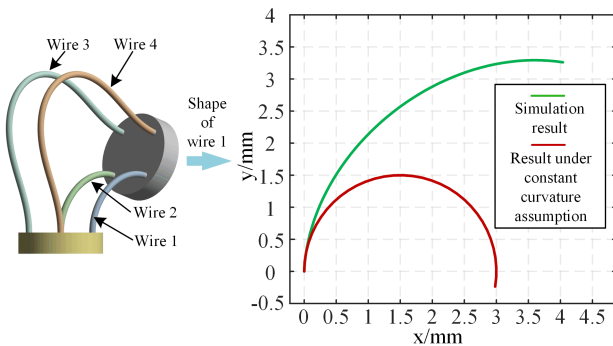 Wire 3
Wire 4
Wire 2
Wire 1
Shape
of
wire 1
y/mm
4
3.5
3
2.5
2
1.5
1
0.5
0
-0.5
0
0.5
1
1.5
2
2.5
3
3.5
4
4.5
x/mm
Simulation
result
Result under
constant
curvature
assumption